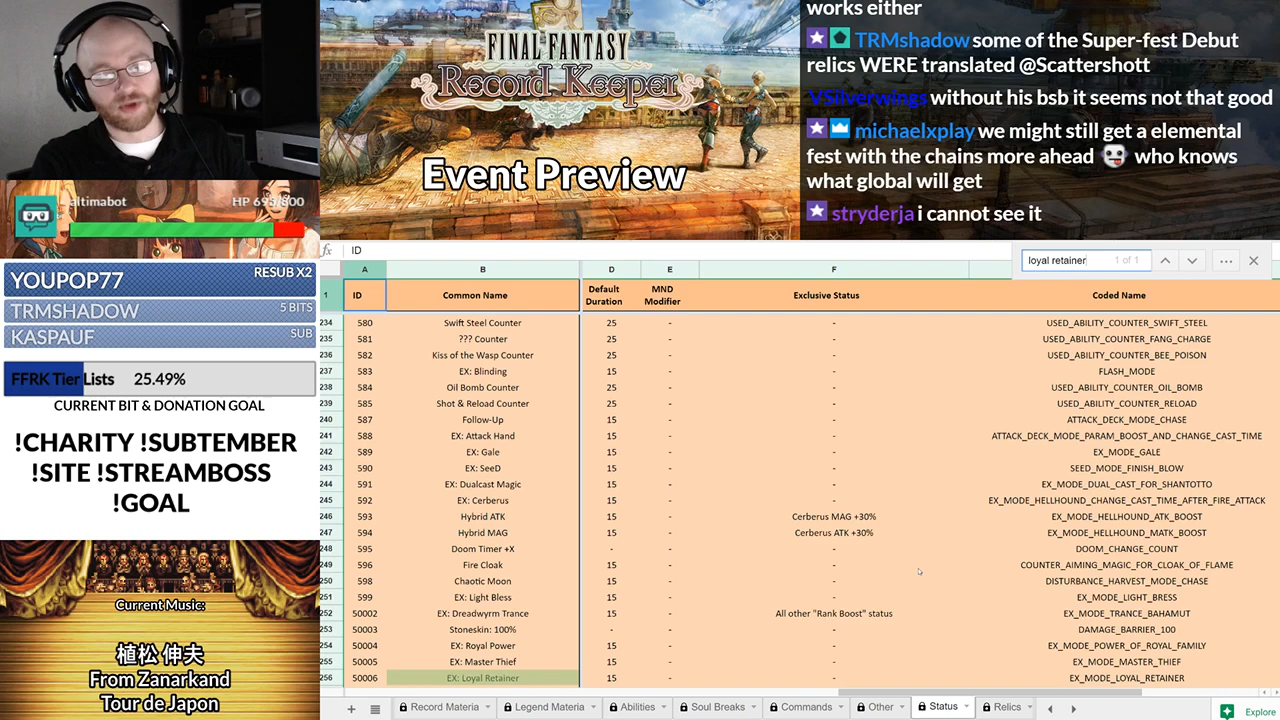 FINAL FANTASY
Record Keeper
Event Preview
works either
TRMshadow some of the Super-fest Debut
relics WERE translated @Scattershott
VSilverwings without his bsb it seems not that good
michaelxplay we might still get a elemental
fest with the chains more ahead who knows
what global will get
stryderja i cannot see it
altimabot HP 695/800
YOUPOP77 RESUB X2
TRMSHADOW 5 BITS
KASPAUF SUB
FFRK Tier Lists 25.49%
CURRENT BIT & DONATION GOAL
!CHARITY !SUBTEMBER
!SITE !STREAMBOSS
!GOAL
Current Music:
植松 伸夫
From Zanarkand
Tour de Japon
fx ID
loyal retainer 1 of 1
A B D E F G
1 ID Common Name Default Duration MND Modifier Exclusive Status Coded Name
234 580 Swift Steel Counter 25 - - USED_ABILITY_COUNTER_SWIFT_STEEL
235 581 ??? Counter 25 - - USED_ABILITY_COUNTER_FANG_CHARGE
236 582 Kiss of the Wasp Counter 25 - - USED_ABILITY_COUNTER_BEE_POISON
237 583 EX: Blinding 15 - - FLASH_MODE
238 584 Oil Bomb Counter 25 - - USED_ABILITY_COUNTER_OIL_BOMB
239 585 Shot & Reload Counter 25 - - USED_ABILITY_COUNTER_RELOAD
240 587 Follow-Up 15 - - ATTACK_DECK_MODE_CHASE
241 588 EX: Attack Hand 15 - - ATTACK_DECK_MODE_PARAM_BOOST_AND_CHANGE_CAST_TIME
242 589 EX: Gale 15 - - EX_MODE_GALE
243 590 EX: SeeD 15 - - SEED_MODE_FINISH_BLOW
244 591 EX: Dualcast Magic 15 - - EX_MODE_DUAL_CAST_FOR_SHANTOTTO
245 592 EX: Cerberus 15 - - EX_MODE_HELLHOUND_CHANGE_CAST_TIME_AFTER_FIRE_ATTACK
246 593 Hybrid ATK 15 - Cerberus MAG +30% EX_MODE_HELLHOUND_ATK_BOOST
247 594 Hybrid MAG 15 - Cerberus ATK +30% EX_MODE_HELLHOUND_MATK_BOOST
248 595 Doom Timer +X - - - DOOM_CHANGE_COUNT
249 596 Fire Cloak 15 - - COUNTER_AIMING_MAGIC_FOR_CLOAK_OF_FLAME
250 598 Chaotic Moon 15 - - DISTURBANCE_HARVEST_MODE_CHASE
251 599 EX: Light Bless 15 - - EX_MODE_LIGHT_BRESS
252 50002 EX: Dreadwyrm Trance 15 - All other "Rank Boost" status EX_MODE_TRANCE_BAHAMUT
253 50003 Stoneskin: 100% - - - DAMAGE_BARRIER_100
254 50004 EX: Royal Power 15 - - EX_MODE_POWER_OF_ROYAL_FAMILY
255 50005 EX: Master Thief 15 - - EX_MODE_MASTER_THIEF
256 50006 EX: Loyal Retainer 15 - - EX_MODE_LOYAL_RETAINER
+ Record Materia Legend Materia Abilities Soul Breaks Commands Other Status Relics Explore